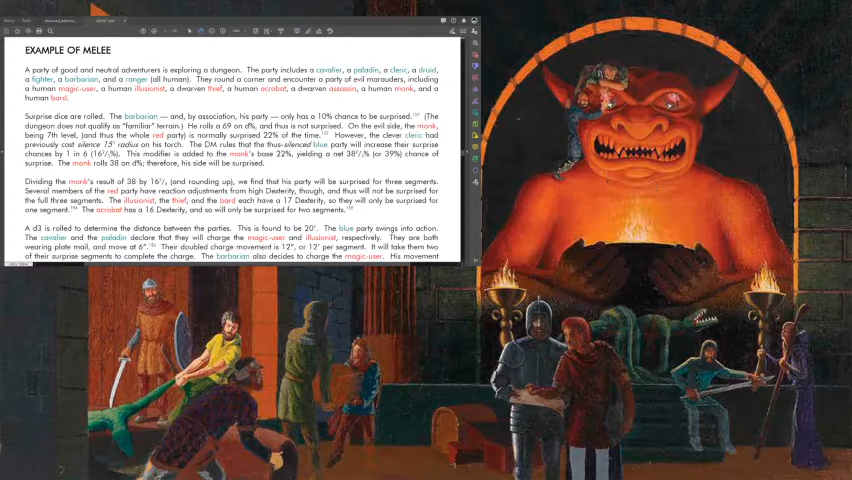 EXAMPLE OF MELEE
A party of good and neutral adventurers is exploring a dungeon. The party includes a cavalier, a paladin, a cleric, a druid,
a fighter, a barbarian, and a ranger (all human). They round a corner and encounter a party of evil marauders, including
a human magic-user, a human illusionist, a dwarven thief, a human acrobat, a dwarven assassin, a human monk, and a
human bard.
Surprise dice are rolled. The barbarian — and, by association, his party — only has a 10% chance to be surprised. (The
dungeon does not qualify as "familiar" terrain.) He rolls a 69 on d%, and thus is not surprised. On the evil side, the monk,
being 7th level, (and thus the whole red party) is normally surprised 22% of the time. However, the clever cleric had
previously cast silence 15' radius on his torch. The DM rules that the thus-silenced blue party will increase their surprise
chances by 1 in 6 (16²/₃%). This modifier is added to the monk's base 22%, yielding a net 38²/₃% (or 39%) chance of
surprise. The monk rolls 38 on d%; therefore, his side will be surprised.
Dividing the monk's result of 38 by 16²/₃ (and rounding up), we find that his party will be surprised for three segments.
Several members of the red party have reaction adjustments from high Dexterity, though, and thus will not be surprised for
the full three segments. The illusionist, the thief, and the bard each have a 17 Dexterity, so they will only be surprised for
one segment. The acrobat has a 16 Dexterity, and so will only be surprised for two segments.
A d3 is rolled to determine the distance between the parties. This is found to be 20'. The blue party swings into action.
The cavalier and the paladin declare that they will charge the magic-user and illusionist, respectively. They are both
wearing plate mail, and move at 6". Their doubled charge movement is 12", or 12' per segment. It will take them two
of their surprise segments to complete the charge. The barbarian also decides to charge the magic-user. His movement